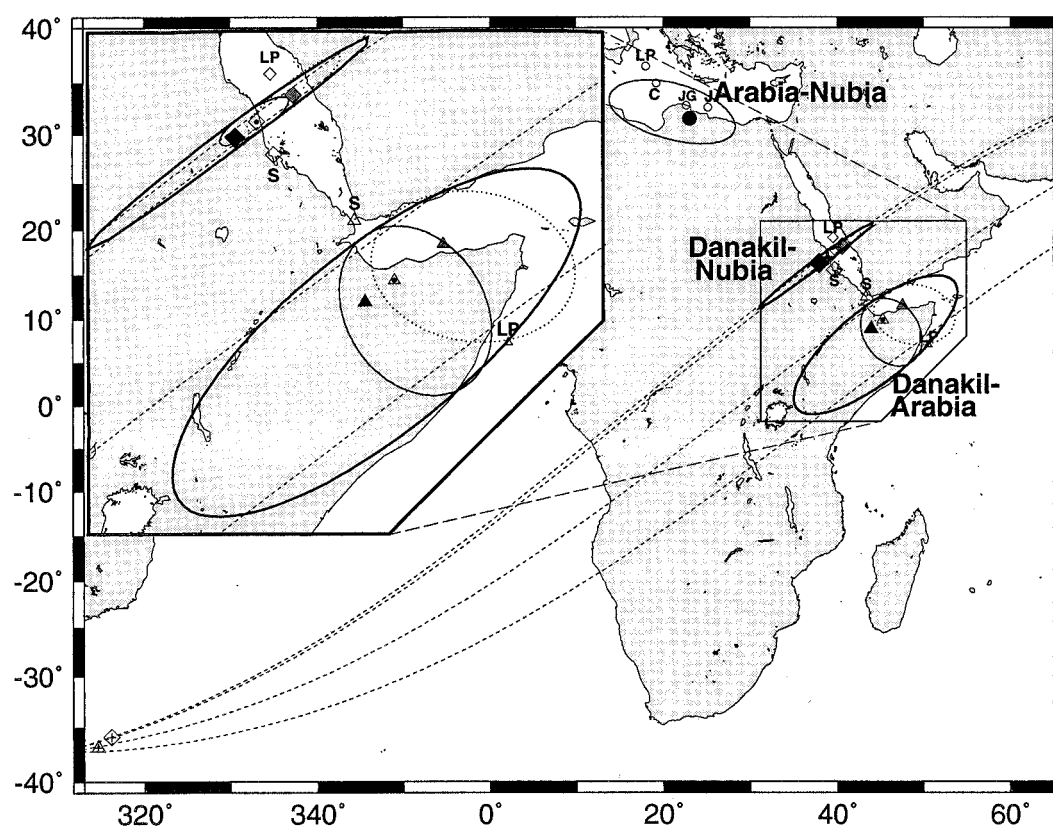 40˚
30˚
20˚
10˚
0˚
-10˚
-20˚
-30˚
-40˚
320˚
340˚
0˚
20˚
40˚
60˚
LP
S
S
LP
LP
C
JG
J
Arabia-Nubia
LP
Danakil-
Nubia
S
S
LP
Danakil-
Arabia